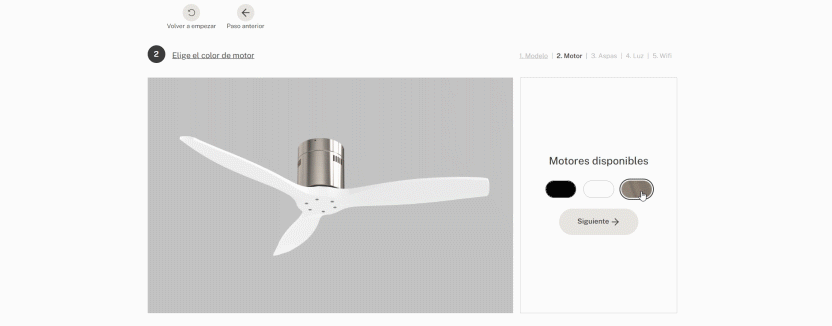 Volver a empezar
Paso anterior
2
Elige el color de motor
1. Modelo | 2. Motor | 3. Aspas | 4. Luz | 5. Wifi
Motores disponibles
Siguiente →